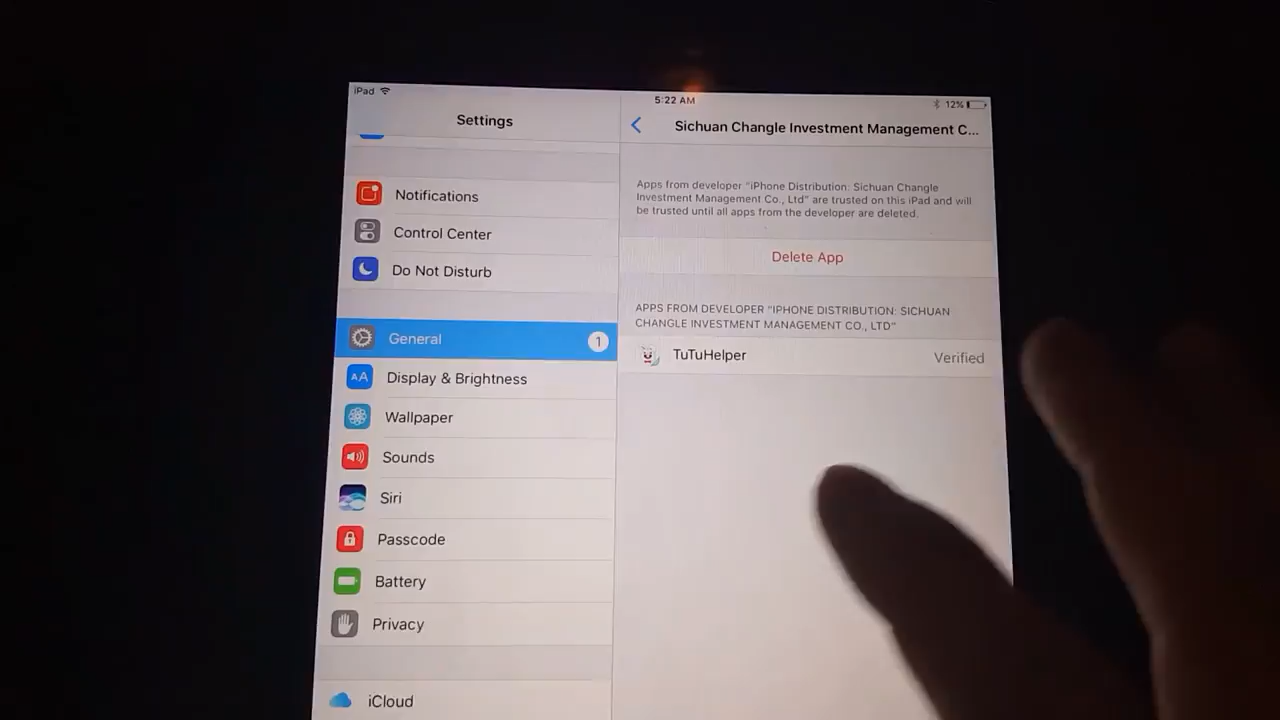 iPad
5:22 AM
12%
Settings
Sichuan Changle Investment Management C...
Notifications
Control Center
Do Not Disturb
General
1
Display & Brightness
Wallpaper
Sounds
Siri
Passcode
Battery
Privacy
iCloud
Apps from developer "iPhone Distribution: Sichuan Changle
Investment Management Co., Ltd" are trusted on this iPad and will
be trusted until all apps from the developer are deleted.
Delete App
APPS FROM DEVELOPER "IPHONE DISTRIBUTION: SICHUAN
CHANGLE INVESTMENT MANAGEMENT CO., LTD"
TuTuHelper
Verified